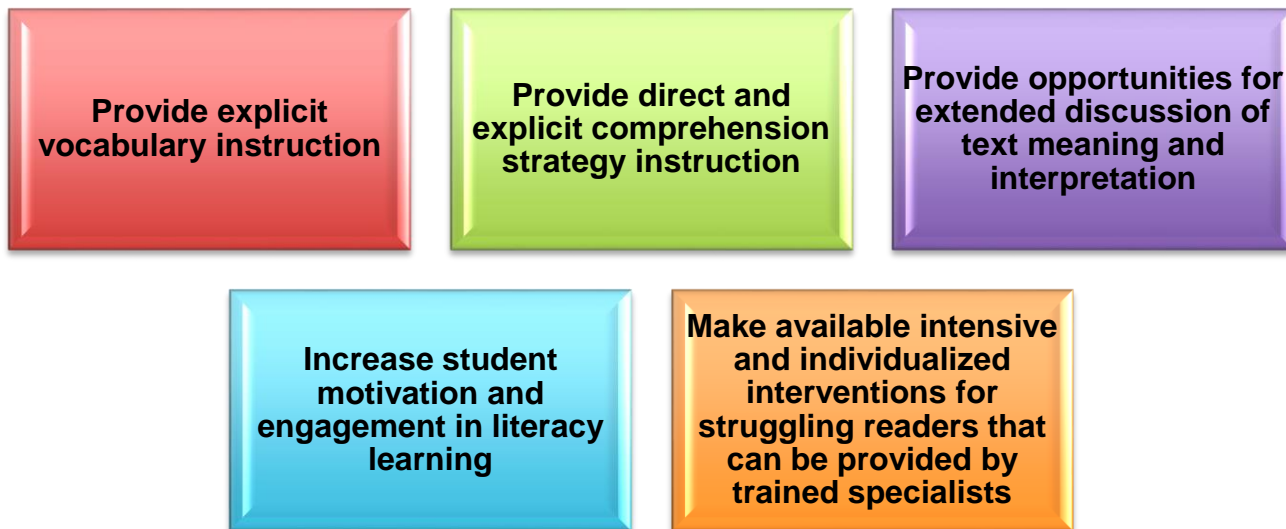 Provide explicit
vocabulary instruction
Provide direct and
explicit comprehension
strategy instruction
Provide opportunities for
extended discussion of
text meaning and
interpretation
Increase student
motivation and
engagement in literacy
learning
Make available intensive
and individualized
interventions for
struggling readers that
can be provided by
trained specialists